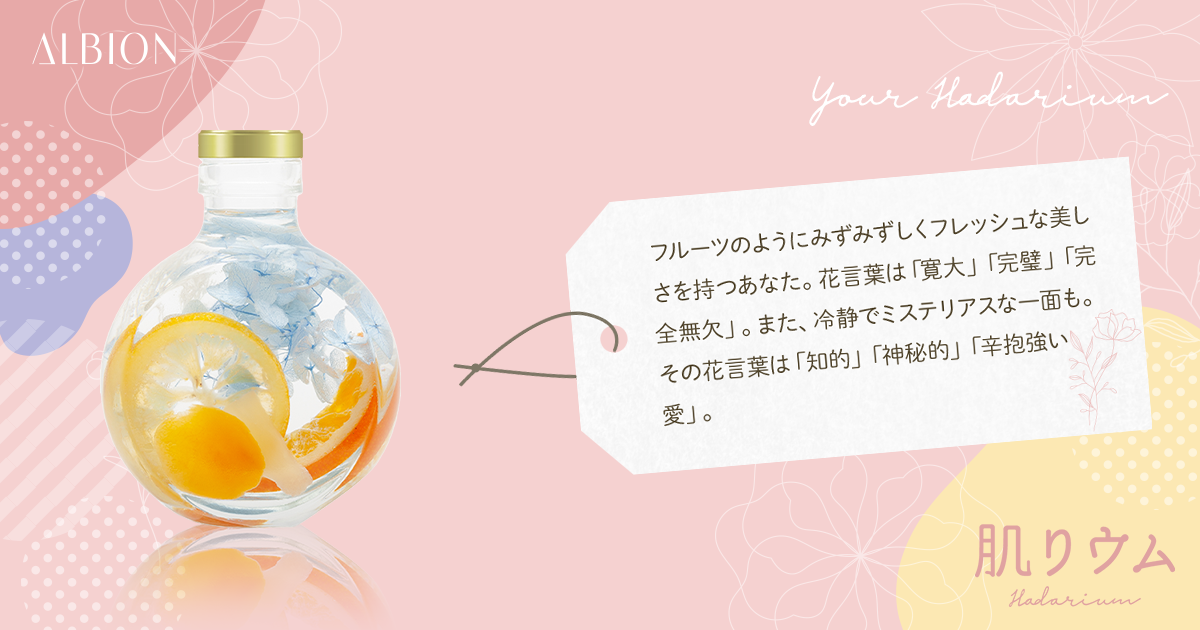 ALBION
Your Hadarium
フルーツのようにみずみずしくフレッシュな美し
さを持つあなた。花言葉は「寛大」「完璧」「完
全無欠」。また、冷静でミステリアスな一面も。
その花言葉は「知的」「神秘的」「辛抱強い
愛」。
肌りウム
Hadarium